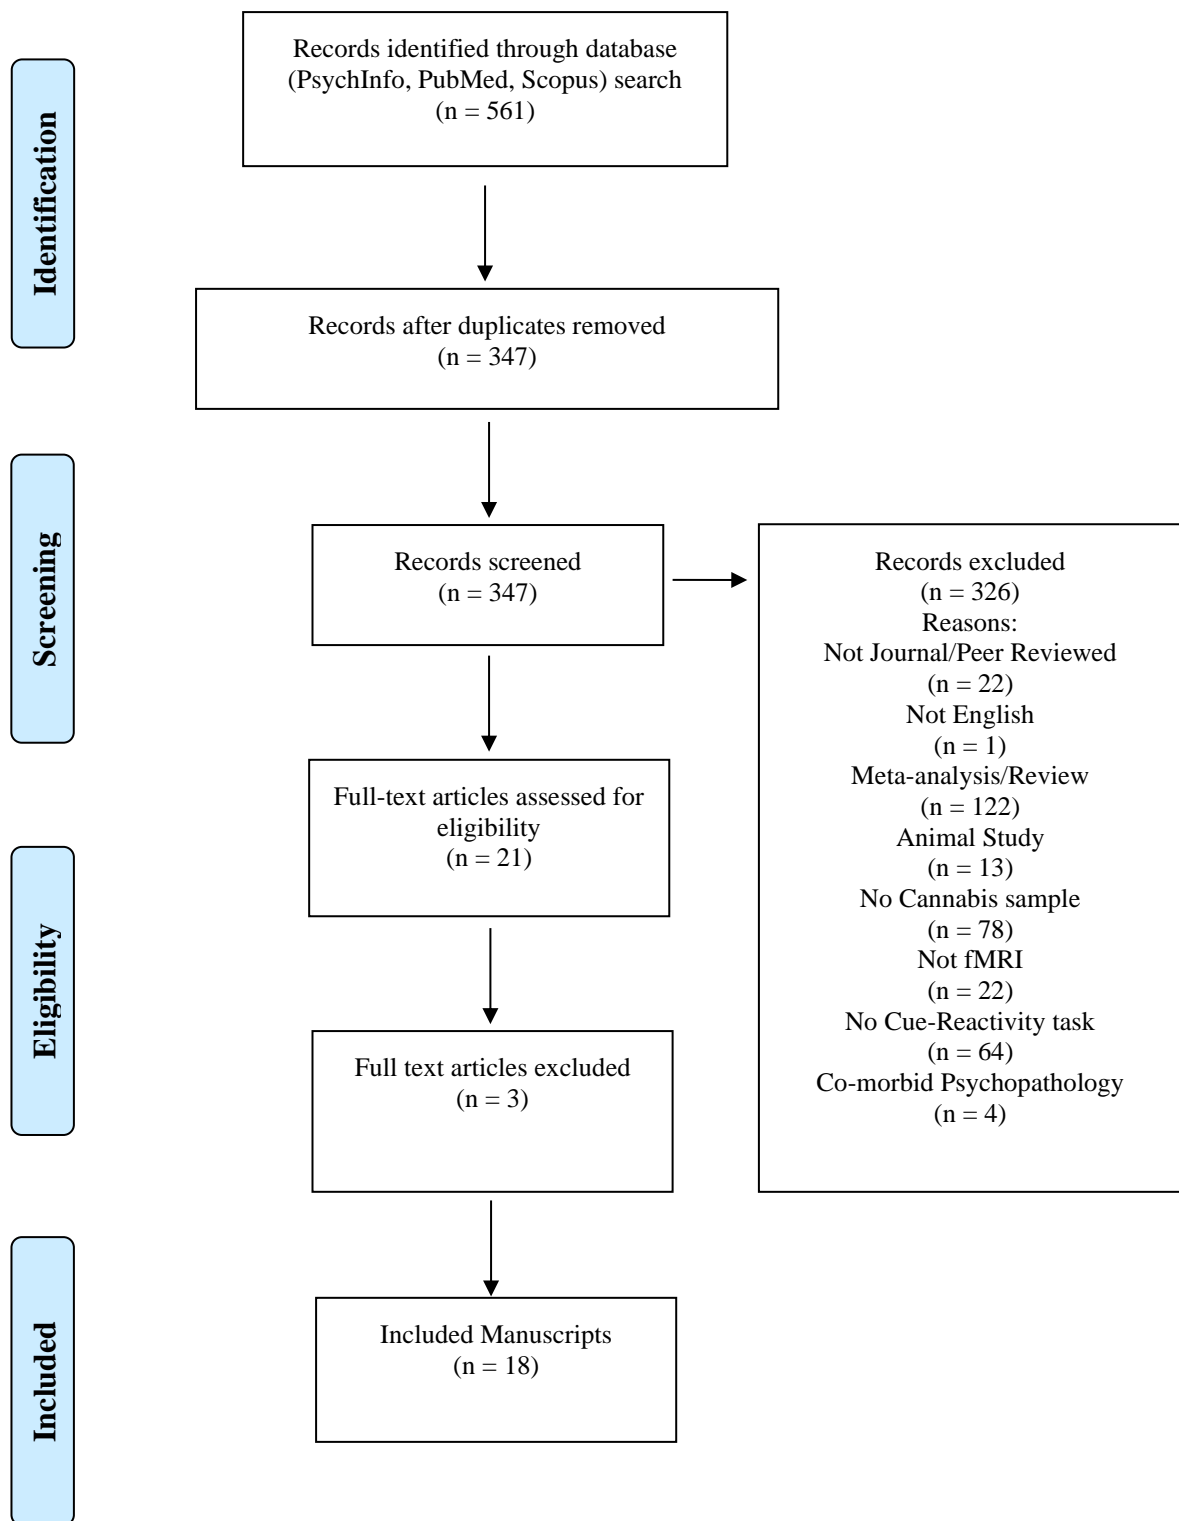 Identification
Records identified through database
(PsychInfo, PubMed, Scopus) search
(n = 561)
Records after duplicates removed
(n = 347)
Screening
Records screened
(n = 347)
Records excluded
(n = 326)
Reasons:
Not Journal/Peer Reviewed
(n = 22)
Not English
(n = 1)
Meta-analysis/Review
(n = 122)
Animal Study
(n = 13)
No Cannabis sample
(n = 78)
Not fMRI
(n = 22)
No Cue-Reactivity task
(n = 64)
Co-morbid Psychopathology
(n = 4)
Eligibility
Full-text articles assessed for
eligibility
(n = 21)
Full text articles excluded
(n = 3)
Included
Included Manuscripts
(n = 18)